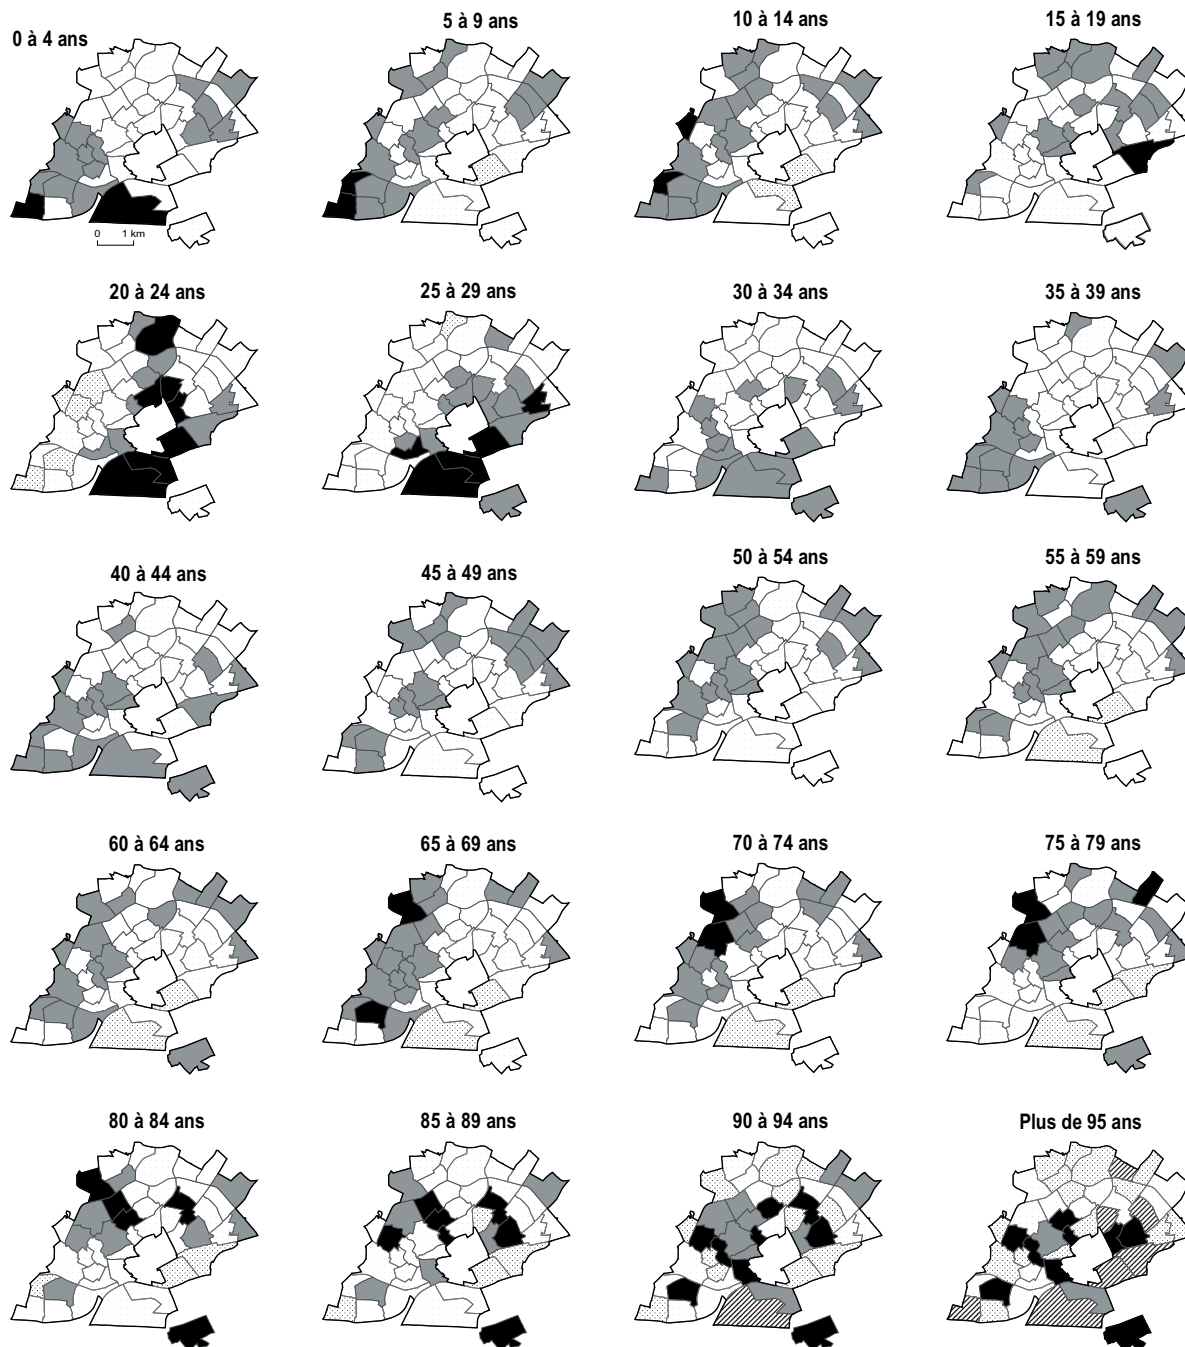 0 à 4 ans
5 à 9 ans
10 à 14 ans
15 à 19 ans
0 1 km
20 à 24 ans
25 à 29 ans
30 à 34 ans
35 à 39 ans
40 à 44 ans
45 à 49 ans
50 à 54 ans
55 à 59 ans
60 à 64 ans
65 à 69 ans
70 à 74 ans
75 à 79 ans
80 à 84 ans
85 à 89 ans
90 à 94 ans
Plus de 95 ans